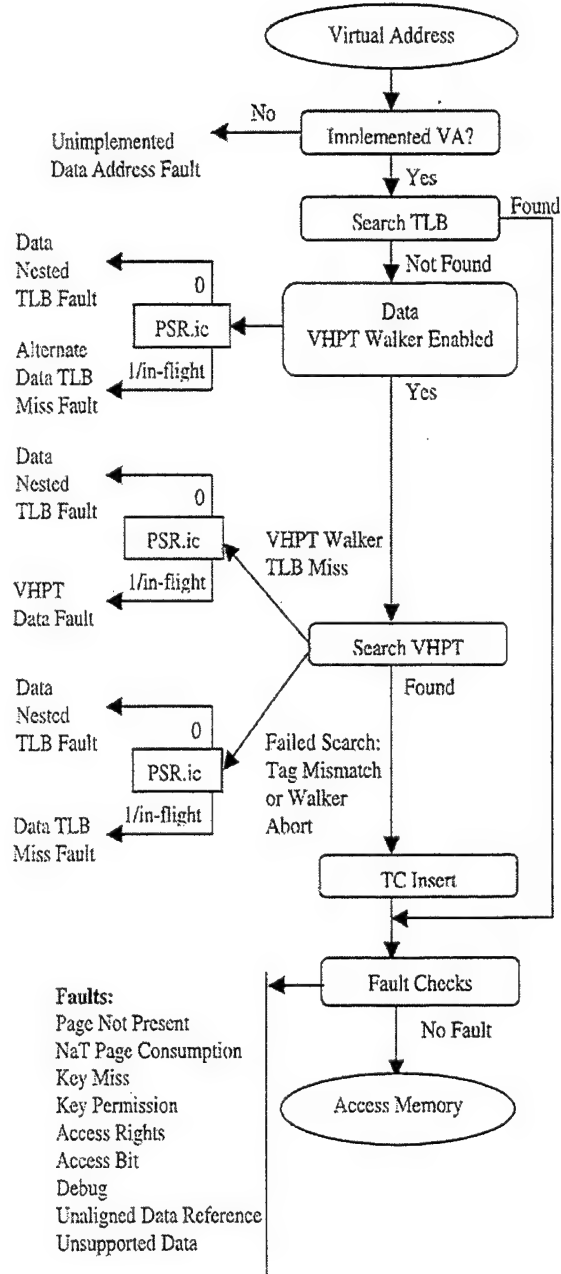 Virtual Address
No
Implemented VA?
Unimplemented
Data Address Fault
Yes
Search TLB
Found
Data
Nested
TLB Fault
0
Not Found
Data
VHPT Walker Enabled
PSR.ic
Alternate
Data TLB
Miss Fault
1/in-flight
Yes
Data
Nested
TLB Fault
0
PSR.ic
VHPT Walker
TLB Miss
1/in-flight
VHPT
Data Fault
Search VHPT
Found
Data
Nested
TLB Fault
0
PSR.ic
Failed Search:
Tag Mismatch
or Walker
Abort
1/in-flight
Data TLB
Miss Fault
TC Insert
Fault Checks
No Fault
Access Memory
Faults:
Page Not Present
NaT Page Consumption
Key Miss
Key Permission
Access Rights
Access Bit
Debug
Unaligned Data Reference
Unsupported Data